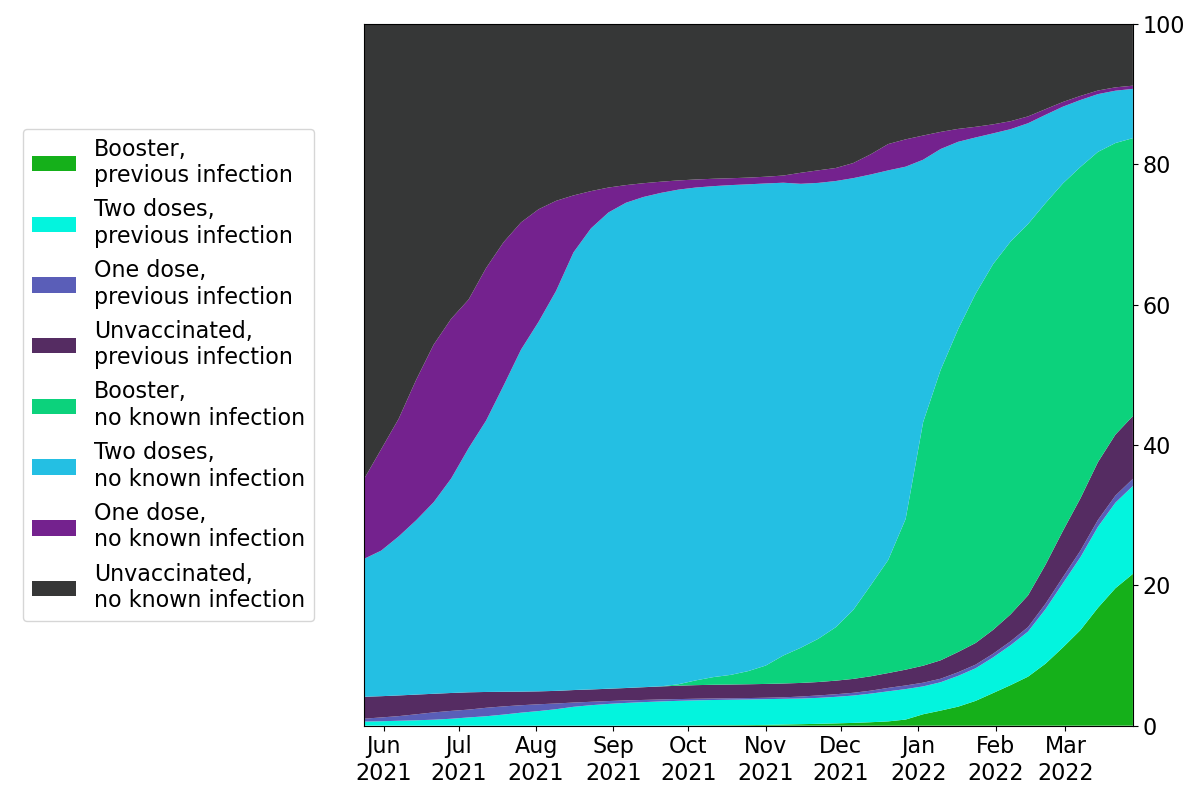 Booster,
previous infection
Two doses,
previous infection
One dose,
previous infection
Unvaccinated,
previous infection
Booster,
no known infection
Two doses,
no known infection
One dose,
no known infection
Unvaccinated,
no known infection
100
80
60
40
20
0
Jun Jul Aug Sep Oct Nov Dec Jan Feb Mar
2021 2021 2021 2021 2021 2021 2021 2022 2022 2022